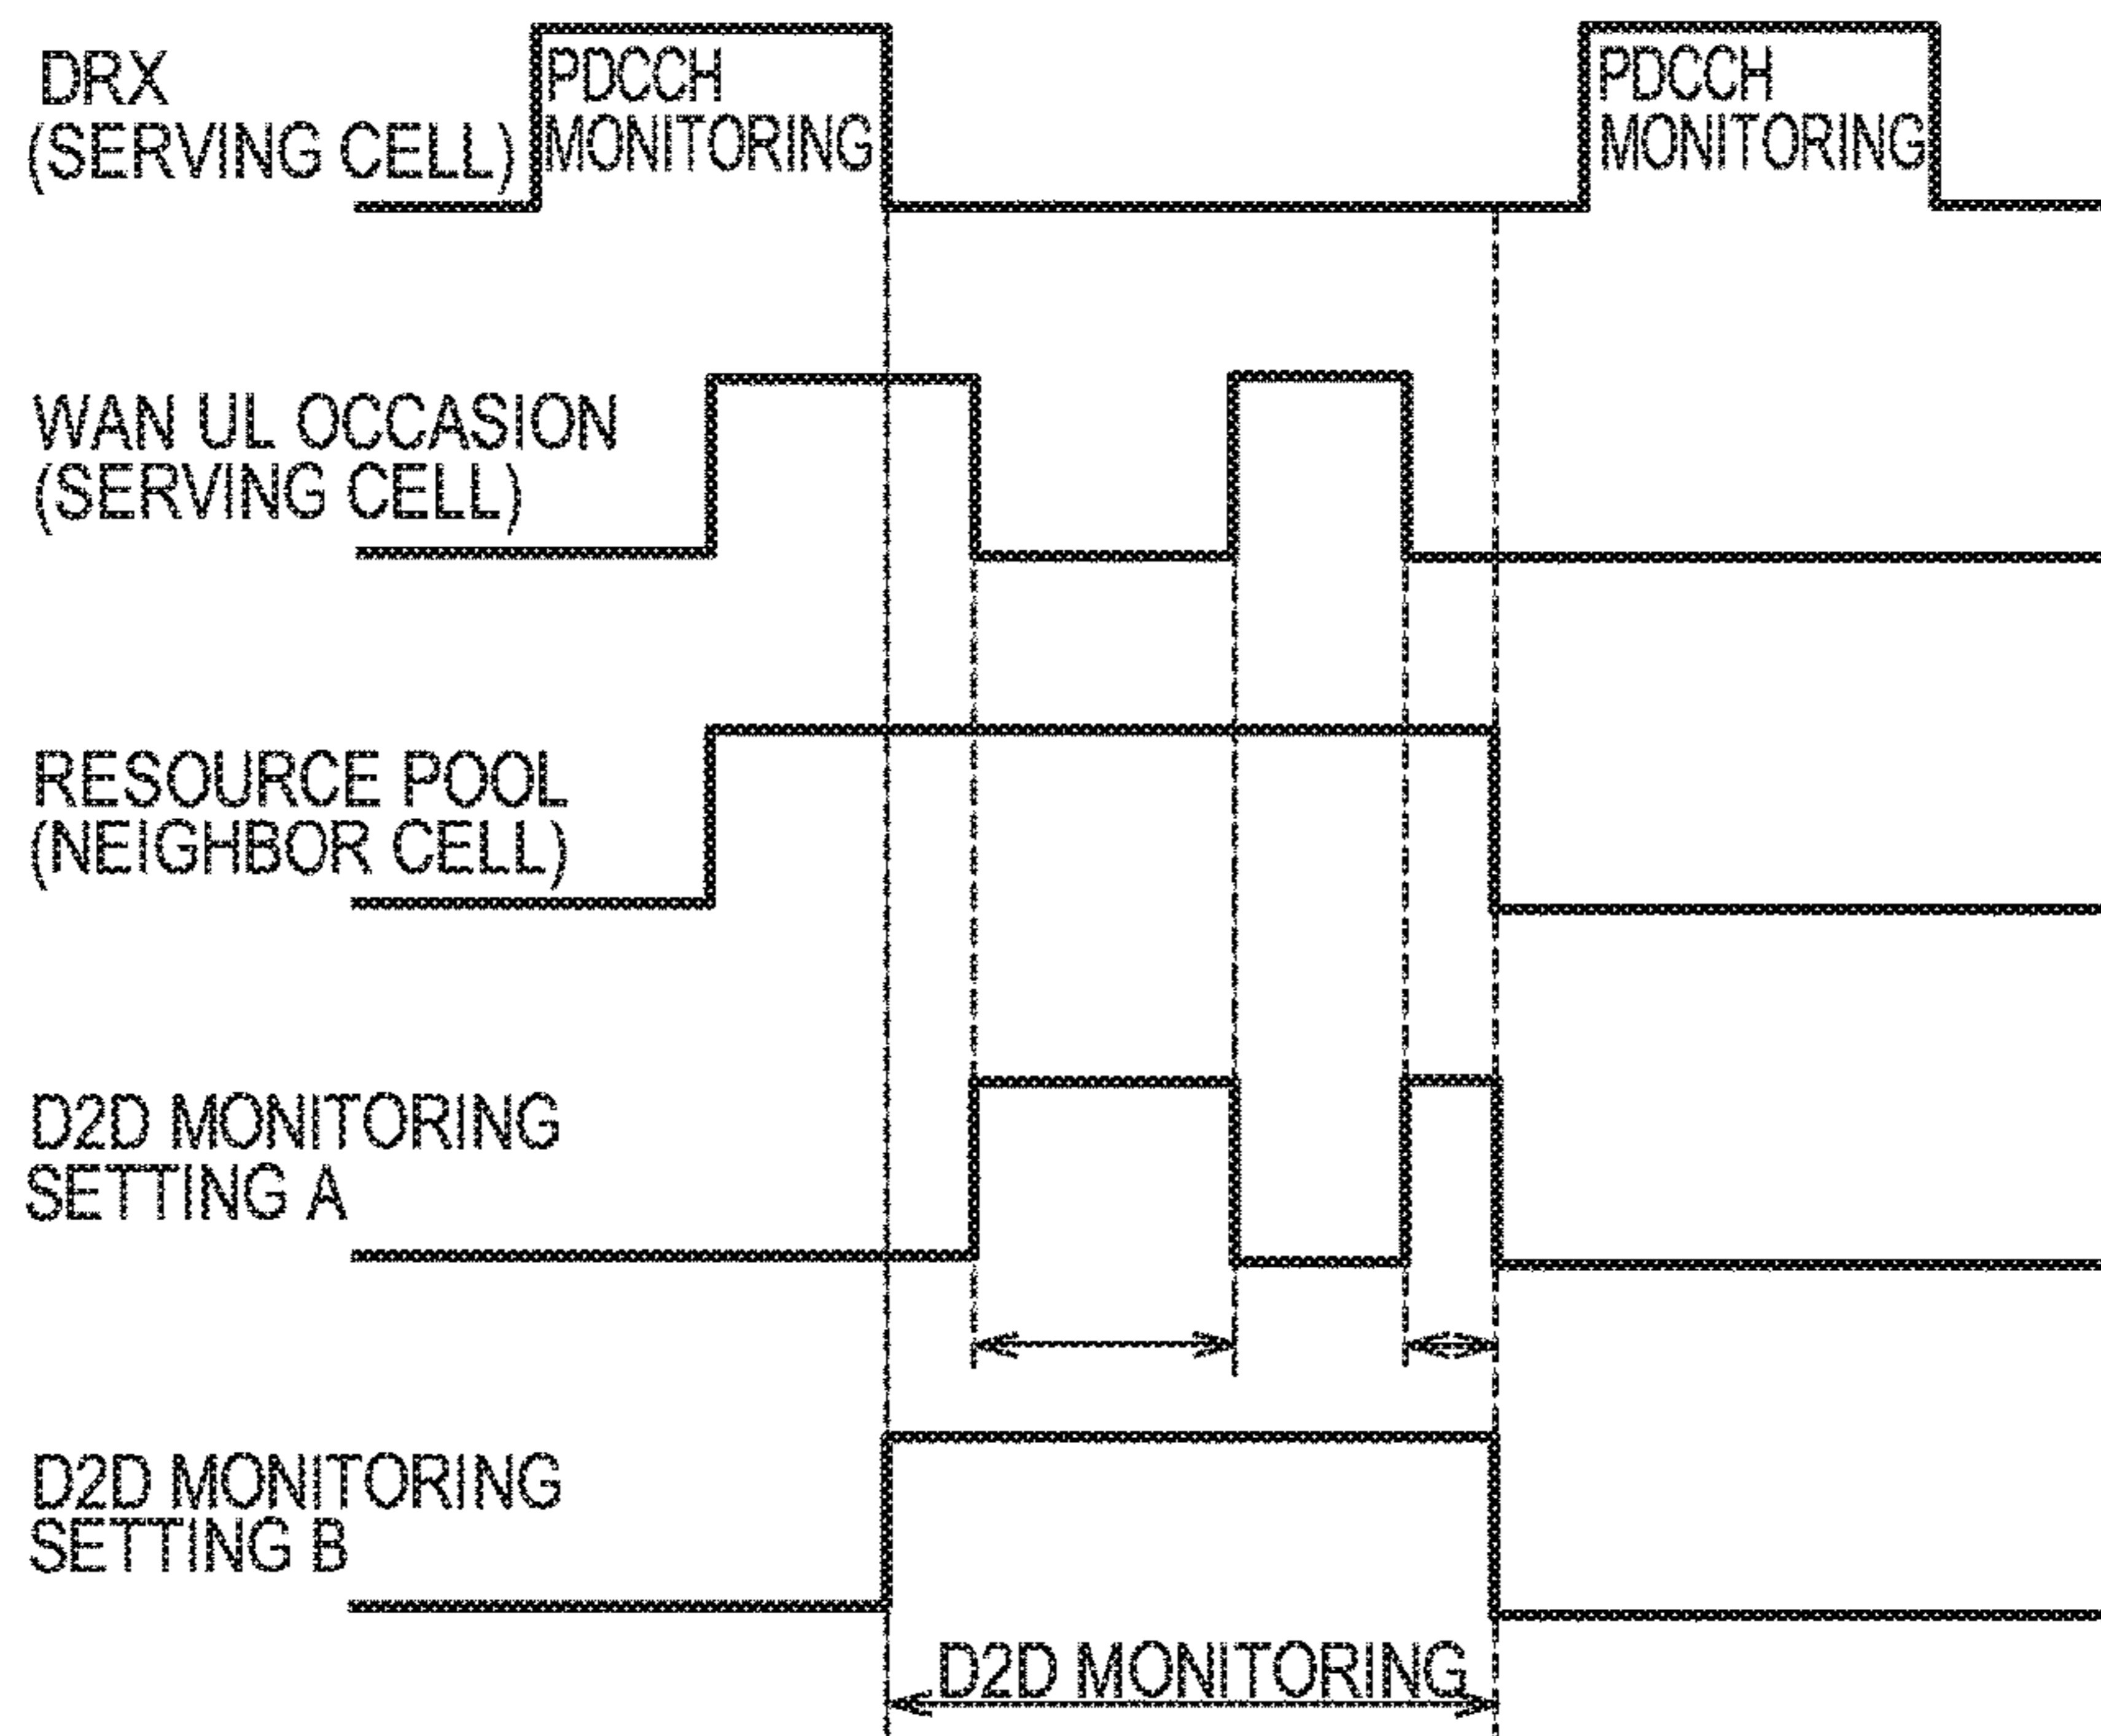 DRX
(SERVING CELL)
PDCCH
MONITORING
PDCCH
MONITORING
WAN UL OCCASION
(SERVING CELL)
RESOURCE POOL
(NEIGHBOR CELL)
D2D MONITORING
SETTING A
D2D MONITORING
SETTING B
D2D MONITORING